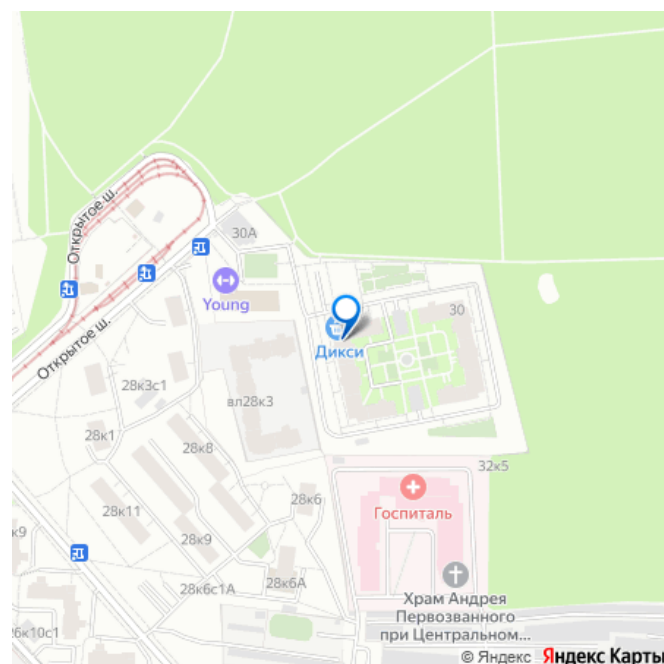 Открытое ш.
30А
Young
30
Дикси
Открытое ш.
28к3с1
вл28к3
28к1
28к8
32к5
28к6
Госпиталь
28к11
28к9
к9
28к6А
28к6с1А
Храм Андрея
Первозванного
при Центральном...
26к10с1
© Яндекс Яндекс Карты